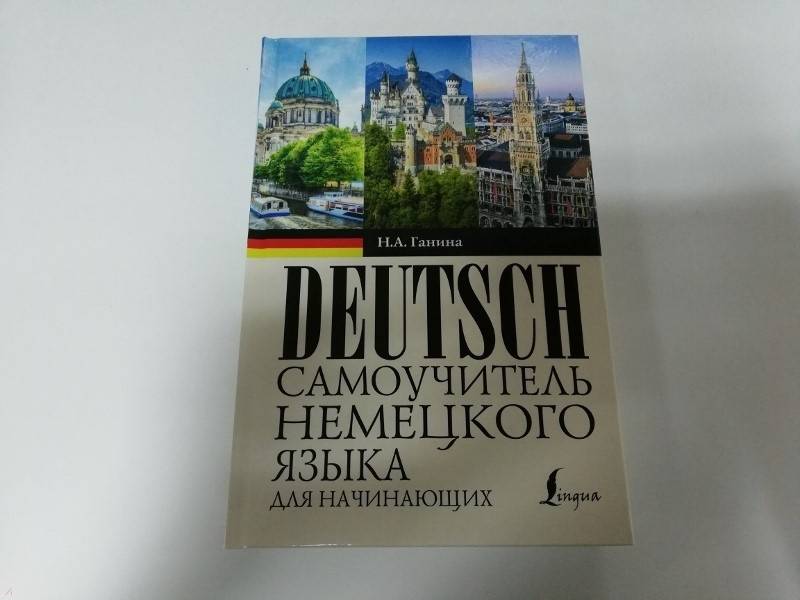 Н.А. Ганина
DEUTSCH
САМОУЧИТЕЛЬ
НЕМЕЦКОГО
ЯЗЫКА
ДЛЯ НАЧИНАЮЩИХ
Lingua